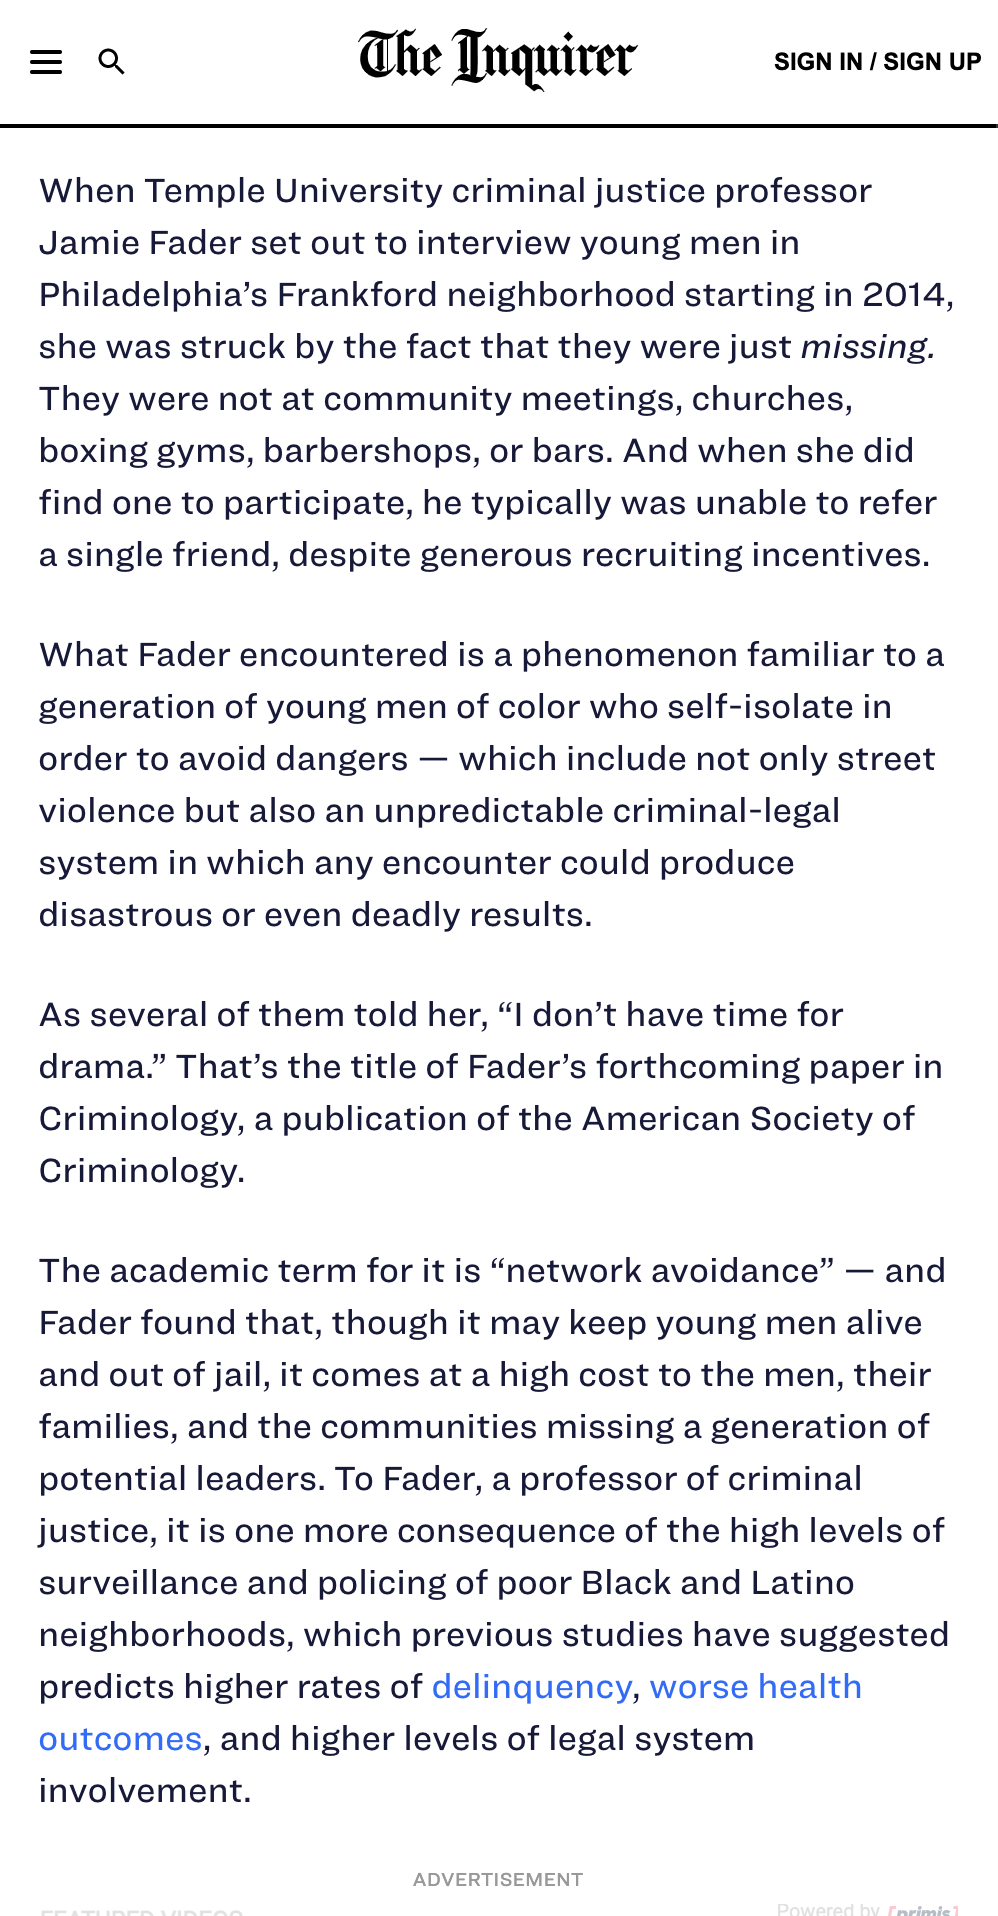 The Inquirer
SIGN IN / SIGN UP
When Temple University criminal justice professor
Jamie Fader set out to interview young men in
Philadelphia’s Frankford neighborhood starting in 2014,
she was struck by the fact that they were just missing.
They were not at community meetings, churches,
boxing gyms, barbershops, or bars. And when she did
find one to participate, he typically was unable to refer
a single friend, despite generous recruiting incentives.
What Fader encountered is a phenomenon familiar to a
generation of young men of color who self-isolate in
order to avoid dangers — which include not only street
violence but also an unpredictable criminal-legal
system in which any encounter could produce
disastrous or even deadly results.
As several of them told her, “I don’t have time for
drama.” That’s the title of Fader’s forthcoming paper in
Criminology, a publication of the American Society of
Criminology.
The academic term for it is “network avoidance” — and
Fader found that, though it may keep young men alive
and out of jail, it comes at a high cost to the men, their
families, and the communities missing a generation of
potential leaders. To Fader, a professor of criminal
justice, it is one more consequence of the high levels of
surveillance and policing of poor Black and Latino
neighborhoods, which previous studies have suggested
predicts higher rates of delinquency, worse health
outcomes, and higher levels of legal system
involvement.
ADVERTISEMENT
FEATURED VIDEOS
Powered by [primis]